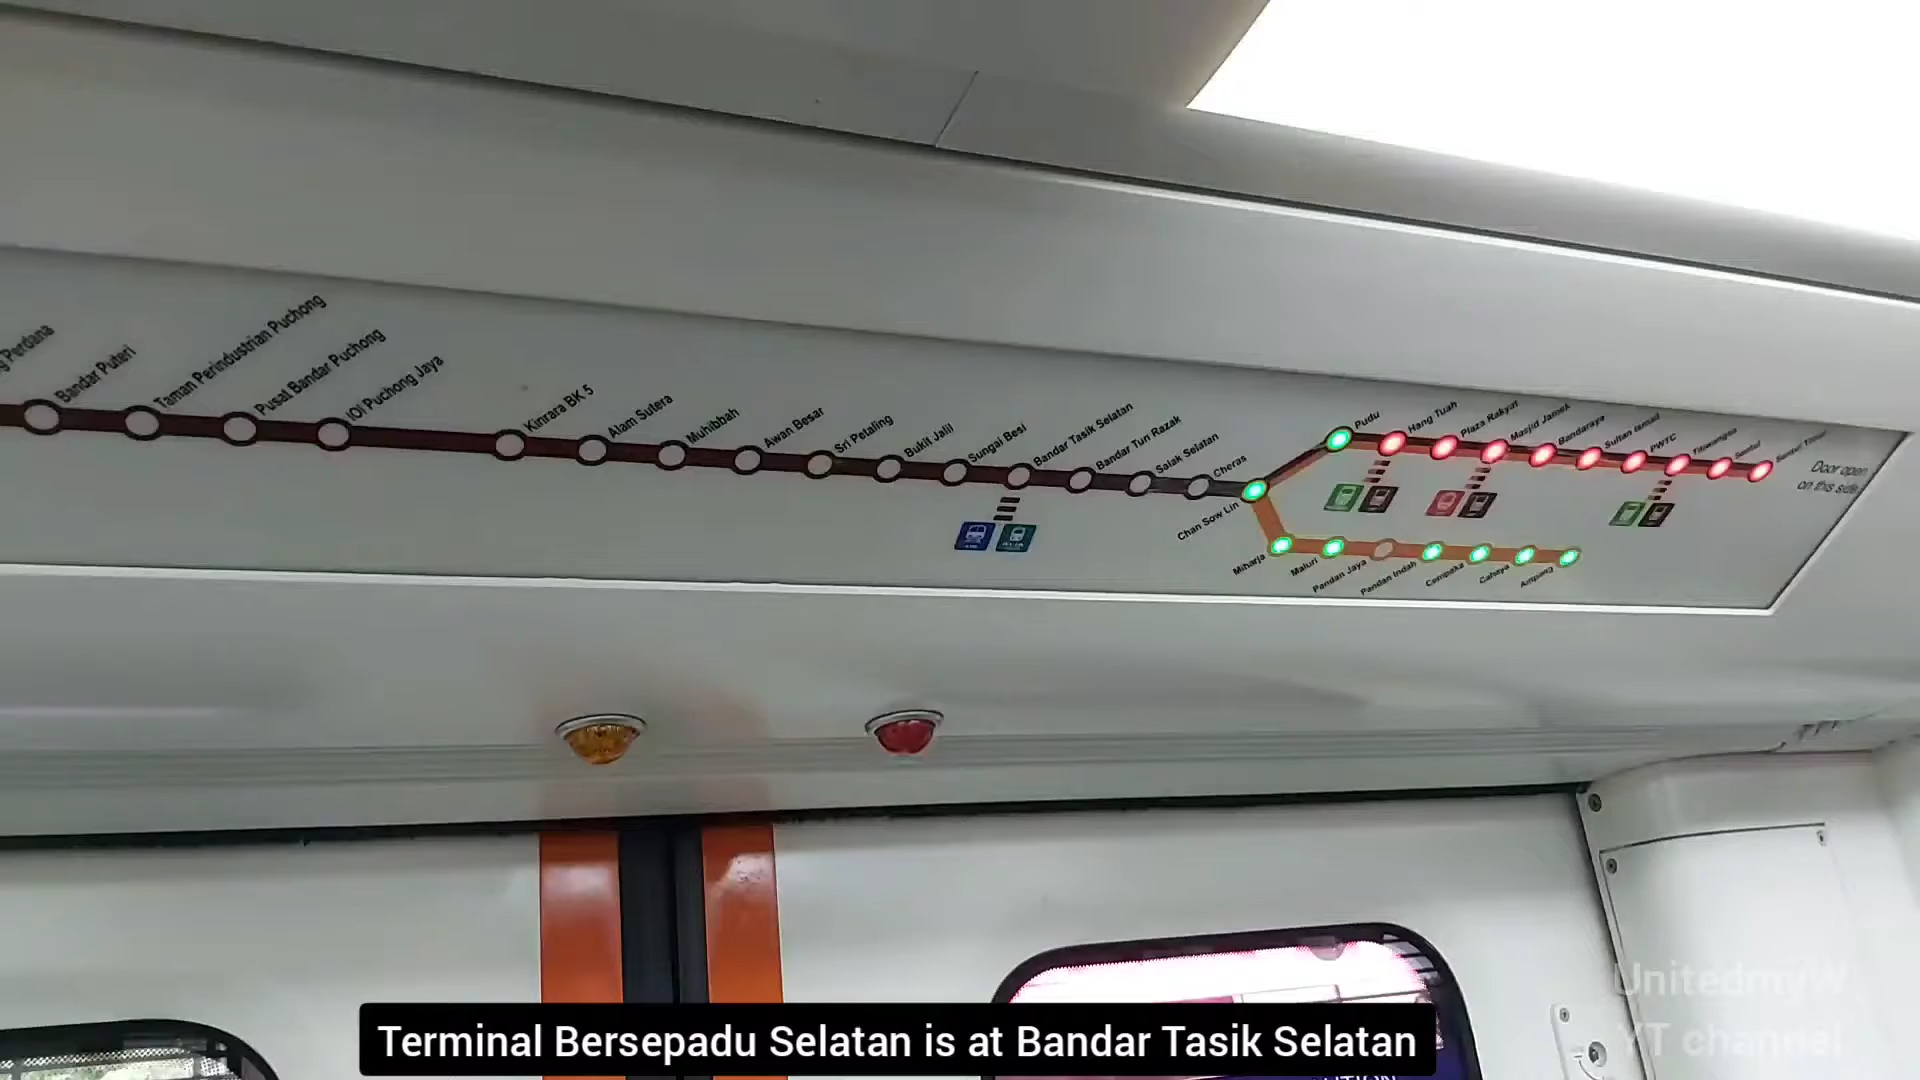 g Perdana
Bandar Puteri
Taman Perindustrian Puchong
Pusat Bandar Puchong
IOI Puchong Jaya
Kinrara BK 5
Alam Sutera
Muhibbah
Awan Besar
Sri Petaling
Bukit Jalil
Sungai Besi
Bandar Tasik Selatan
Bandar Tun Razak
Salak Selatan
Cheras
Chan Sow Lin
Pudu
Hang Tuah
Plaza Rakyat
Masjid Jamek
Bandaraya
Sultan Ismail
PWTC
Titiwangsa
Sentul
Sentul Timur
Door open
on this side
Miharja
Maluri
Pandan Jaya
Pandan Indah
Cempaka
Cahaya
Ampang
UnitedmyW
YT channel
Terminal Bersepadu Selatan is at Bandar Tasik Selatan